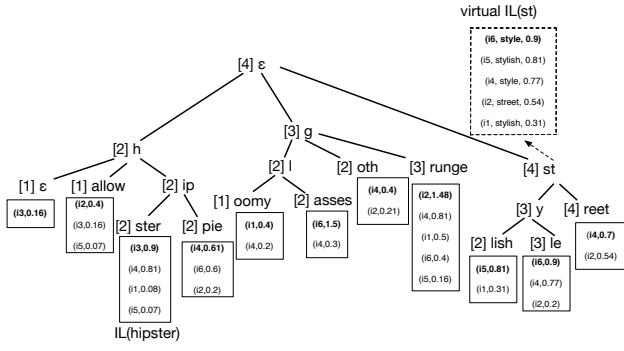 virtual IL(st)
(i6, style, 0.9)
(i5, stylish, 0.81)
(i4, style, 0.77)
(i2, street, 0.54)
(i1, stylish, 0.31)
[4] ε
[2] h
[3] g
[4] st
[1] ε
[1] allow
[2] ip
[2] l
[2] oth
[3] runge
[2] ster
[2] pie
[1] oomy
[2] asses
[3] y
[4] reet
[2] lish
[3] le
(i3,0.16)
(i2,0.4)
(i3,0.16)
(i5,0.07)
(i3,0.9)
(i4,0.81)
(i1,0.08)
(i5,0.07)
IL(hipster)
(i4,0.61)
(i6,0.6)
(i2,0.2)
(i1,0.4)
(i4,0.2)
(i6,1.5)
(i4,0.3)
(i4,0.4)
(i2,0.21)
(i2,1.48)
(i4,0.81)
(i1,0.5)
(i6,0.4)
(i5,0.16)
(i5,0.81)
(i1,0.31)
(i6,0.9)
(i4,0.77)
(i2,0.2)
(i4,0.7)
(i2,0.54)